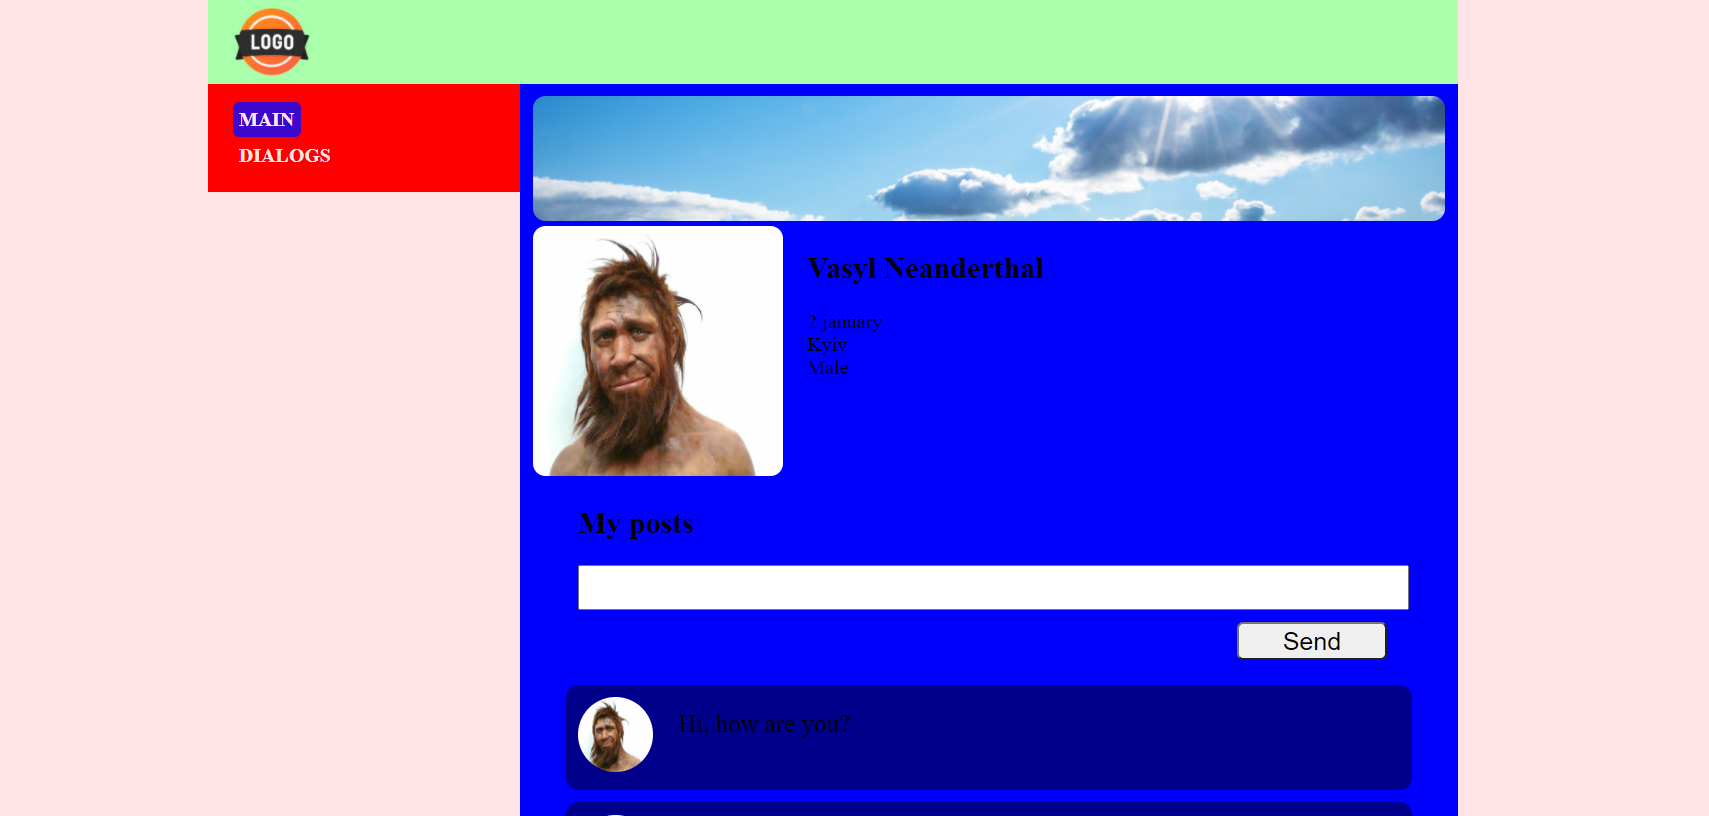 LOGO
MAIN
DIALOGS
Vasyl Neanderthal
2 january
Kyiv
Male
My posts
Send
Hi, how are you?